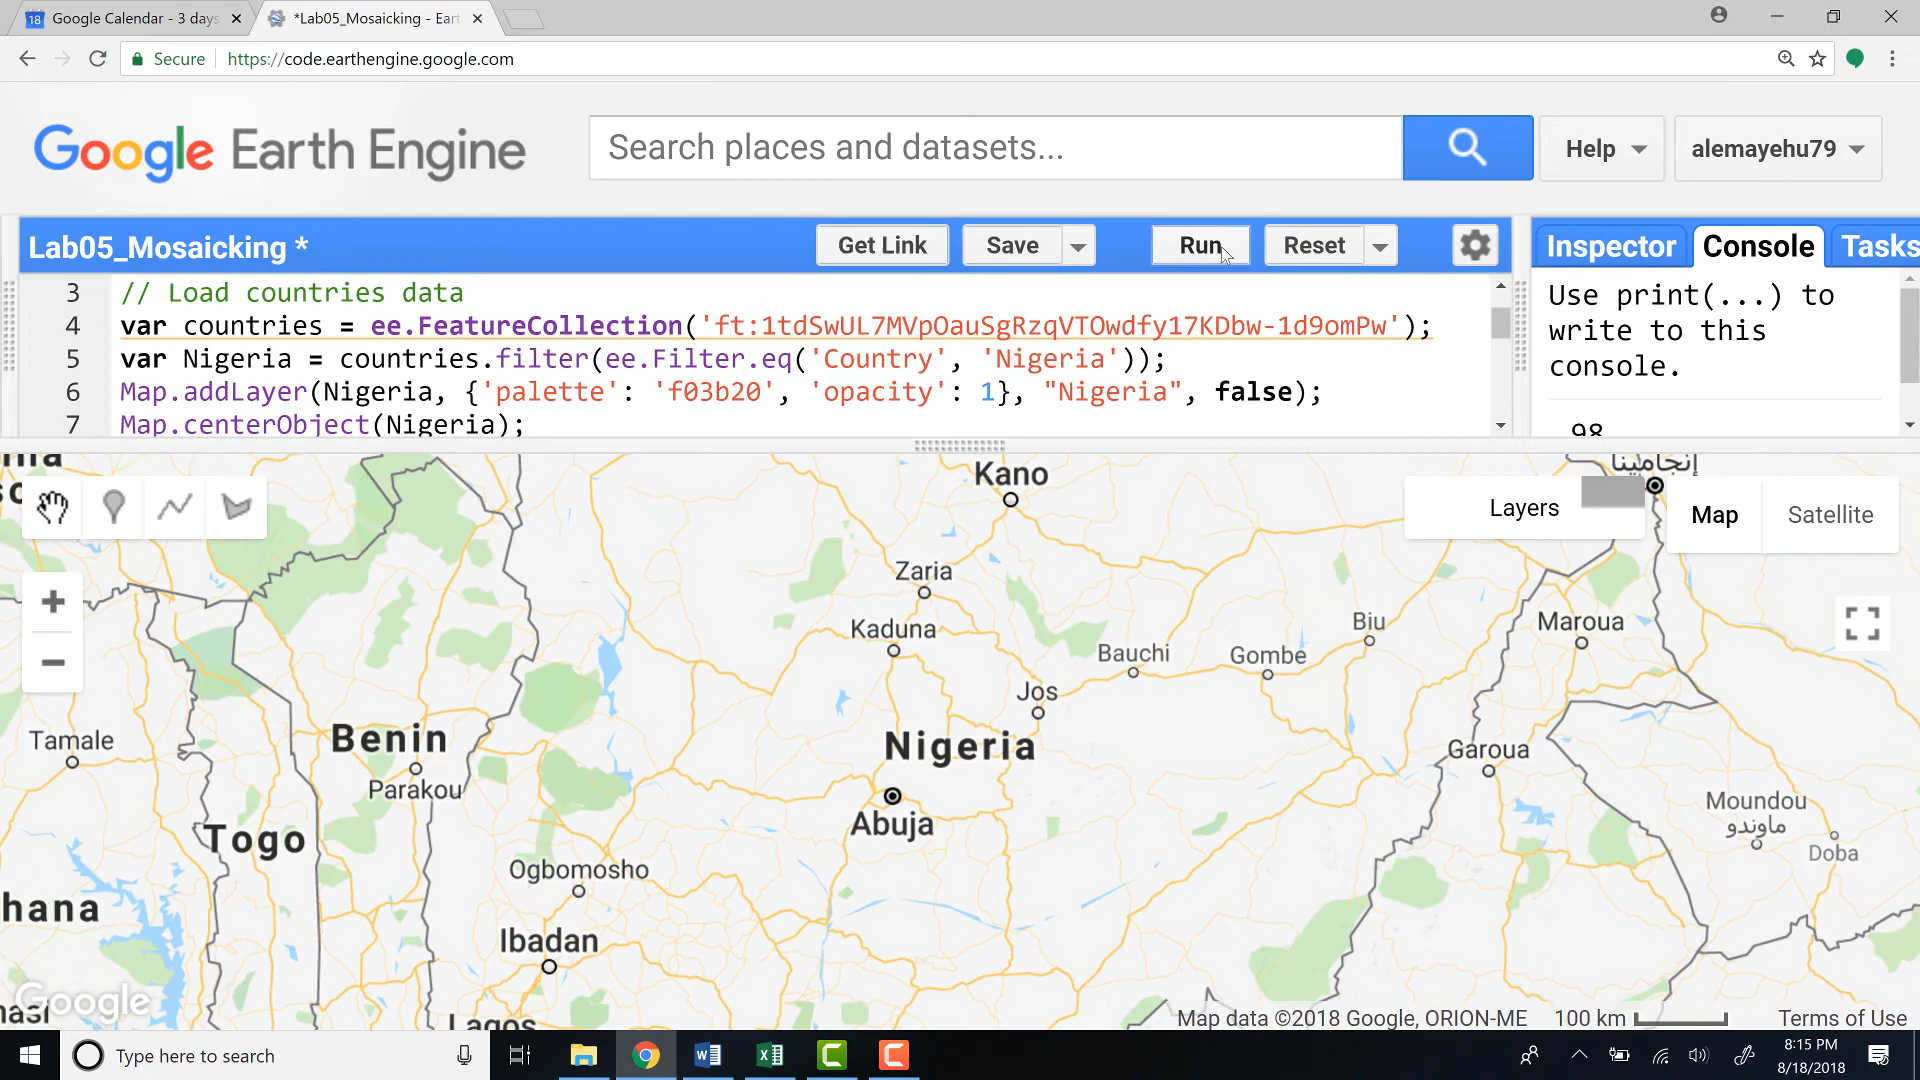 18 Google Calendar - 3 days
*Lab05_Mosaicking - Eart
Secure
https://code.earthengine.google.com
Google Earth Engine
Search places and datasets...
Help
alemayehu79
Lab05_Mosaicking *
Get Link
Save
Run
Reset
Inspector
Console
Tasks
3 // Load countries data
4 var countries = ee.FeatureCollection('ft:1tdSwUL7MVpOauSgRzqVTOwdfy17KDbw-1d9omPw');
5 var Nigeria = countries.filter(ee.Filter.eq('Country', 'Nigeria'));
6 Map.addLayer(Nigeria, {'palette': 'f03b20', 'opacity': 1}, "Nigeria", false);
7 Map.centerObject(Nigeria);
Use print(...) to
write to this
console.
98
Kano
إنجامينا
Layers
Map
Satellite
Zaria
Kaduna
Biu
Maroua
Bauchi
Gombe
Jos
Tamale
Benin
Nigeria
Garoua
Parakou
Abuja
Moundou
ماوندو
Togo
Doba
Ogbomosho
hana
Ibadan
Google
Lagos
Map data ©2018 Google, ORION-ME
100 km
Terms of Use
Type here to search
8:15 PM
8/18/2018